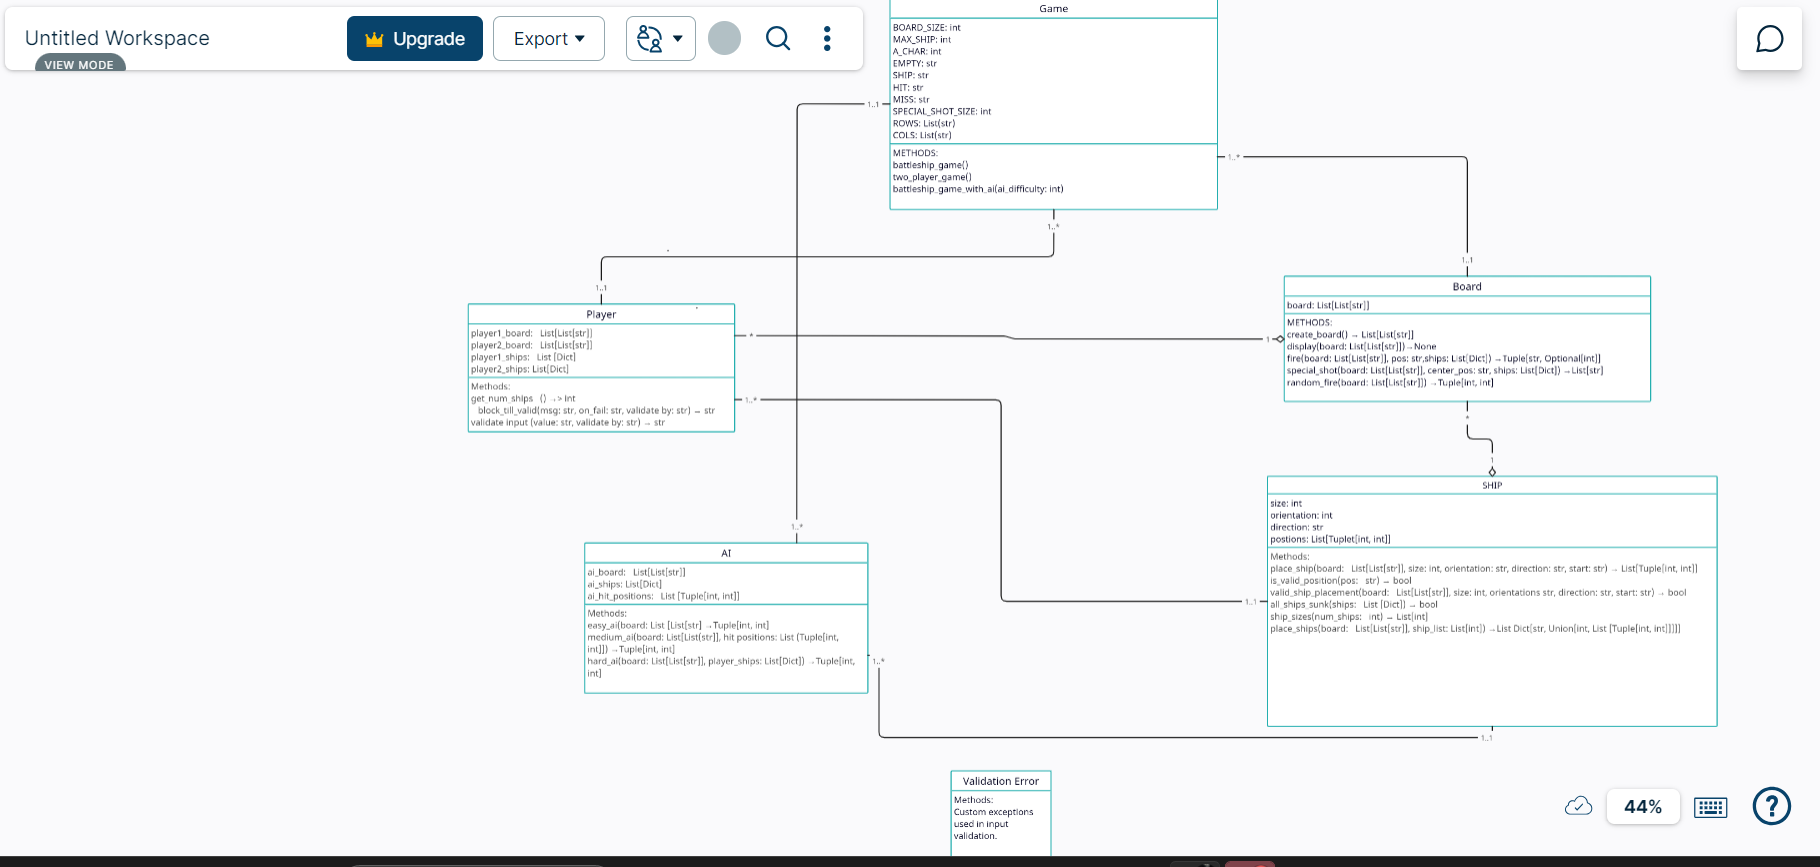 Untitled Workspace
VIEW MODE
Upgrade
Export
Game
BOARD_SIZE: int
MAX_SHIP: int
A_CHAR: int
EMPTY: str
SHIP: str
HIT: str
MISS: str
SPECIAL_SHOT_SIZE: int
ROWS: List(str)
COLS: List(str)
METHODS:
battleship_game()
two_player_game()
battleship_game_with_ai(ai_difficulty: int)
1..1
1..*
1..*
1..1
1..1
Player
player1_board: List[List[str]]
player2_board: List[List[str]]
player1_ships: List [Dict]
player2_ships: List[Dict]
Methods:
get_num_ships () -> int
block_till_valid(msg: str, on_fail: str, validate by: str) → str
validate input (value: str, validate by: str) → str
*
1
1..*
Board
board: List[List[str]]
METHODS:
create_board() → List[List[str]]
display(board: List[List[str]])→None
fire(board: List[List[str]], pos: str,ships: List[Dict]) →Tuple[str, Optional[int]]
special_shot(board: List[List[str]], center_pos: str, ships: List[Dict]) →List[str]
random_fire(board: List[List[str]]) →Tuple[int, int]
*
1
SHIP
size: int
orientation: int
direction: str
postions: List[Tuplet[int, int]]
Methods:
place_ship(board: List[List[str]], size: int, orientation: str, direction: str, start: str) → List[Tuple[int, int]]
is_valid_position(pos: str) → bool
valid_ship_placement(board: List[List[str]], size: int, orientations str, direction: str, start: str) → bool
all_ships_sunk(ships: List [Dict]) → bool
ship_sizes(num_ships: int) → List[int]
place_ships(board: List[List[str]], ship_list: List[int]) →List Dict[str, Union[int, List [Tuple[int, int]]]]]
1..1
1..*
AI
ai_board: List[List[str]]
ai_ships: List[Dict]
ai_hit_positions: List [Tuple[int, int]]
Methods:
easy_ai(board: List [List[str] →Tuple[int, int]
medium_ai(board: List[List[str]], hit positions: List (Tuple[int,
int]]) →Tuple[int, int]
hard_ai(board: List[List[str]], player_ships: List[Dict]) →Tuple[int,
int]
1..*
1..1
Validation Error
Methods:
Custom exceptions
used in input
validation.
44%
?